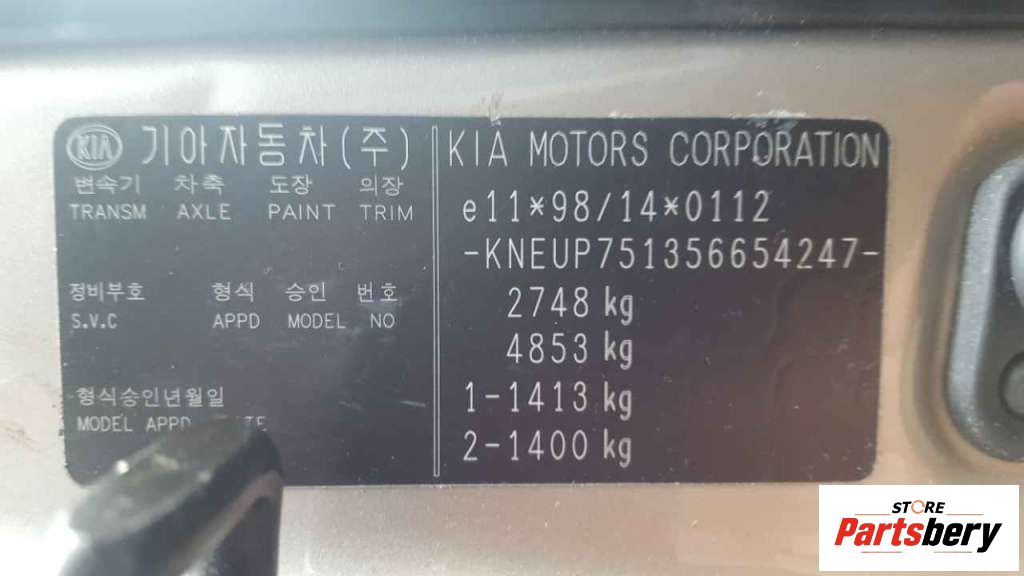 KIA 기아자동차(주)
변속기 차축 도장 의장
TRANSM AXLE PAINT TRIM
정비부호 형식 승인 번호
S.V.C APPD MODEL NO
형식승인년월일
MODEL APPD
KIA MOTORS CORPORATION
e11*98/14*0112
-KNEUP751356654247-
2748 kg
4853 kg
1-1413 kg
2-1400 kg
STORE
Partsbery